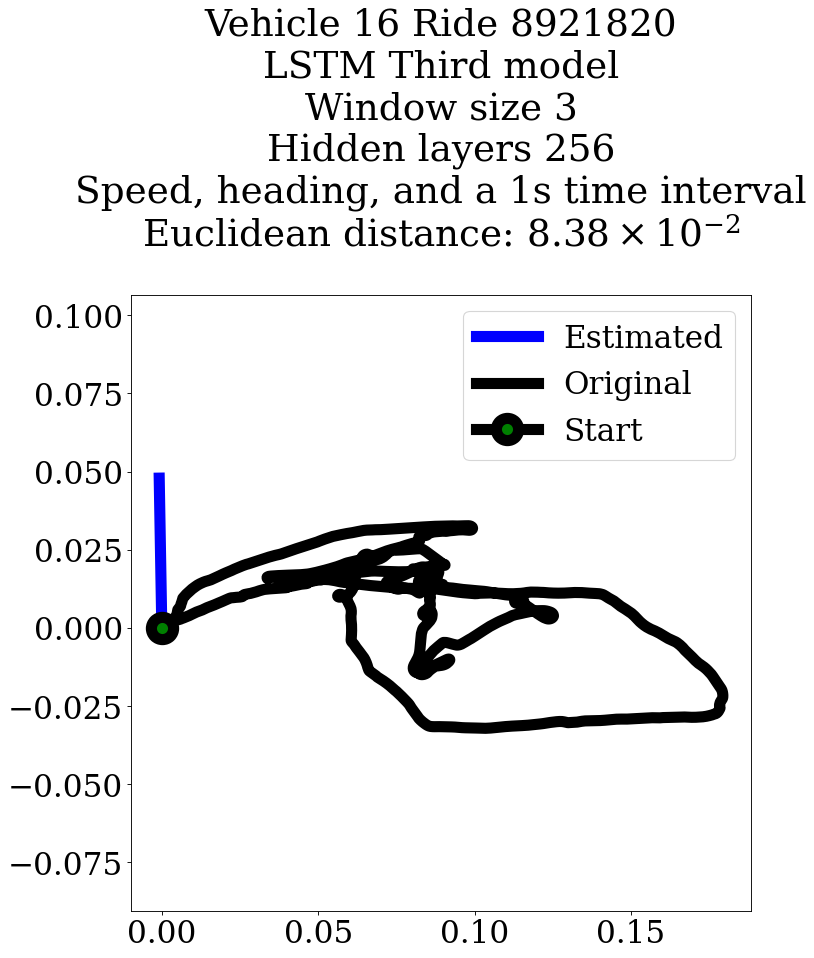 Vehicle 16 Ride 8921820
LSTM Third model
Window size 3
Hidden layers 256
Speed, heading, and a 1s time interval
Euclidean distance: 8.38 × 10⁻²
Estimated
Original
Start
0.100
0.075
0.050
0.025
0.000
−0.025
−0.050
−0.075
0.00 0.05 0.10 0.15